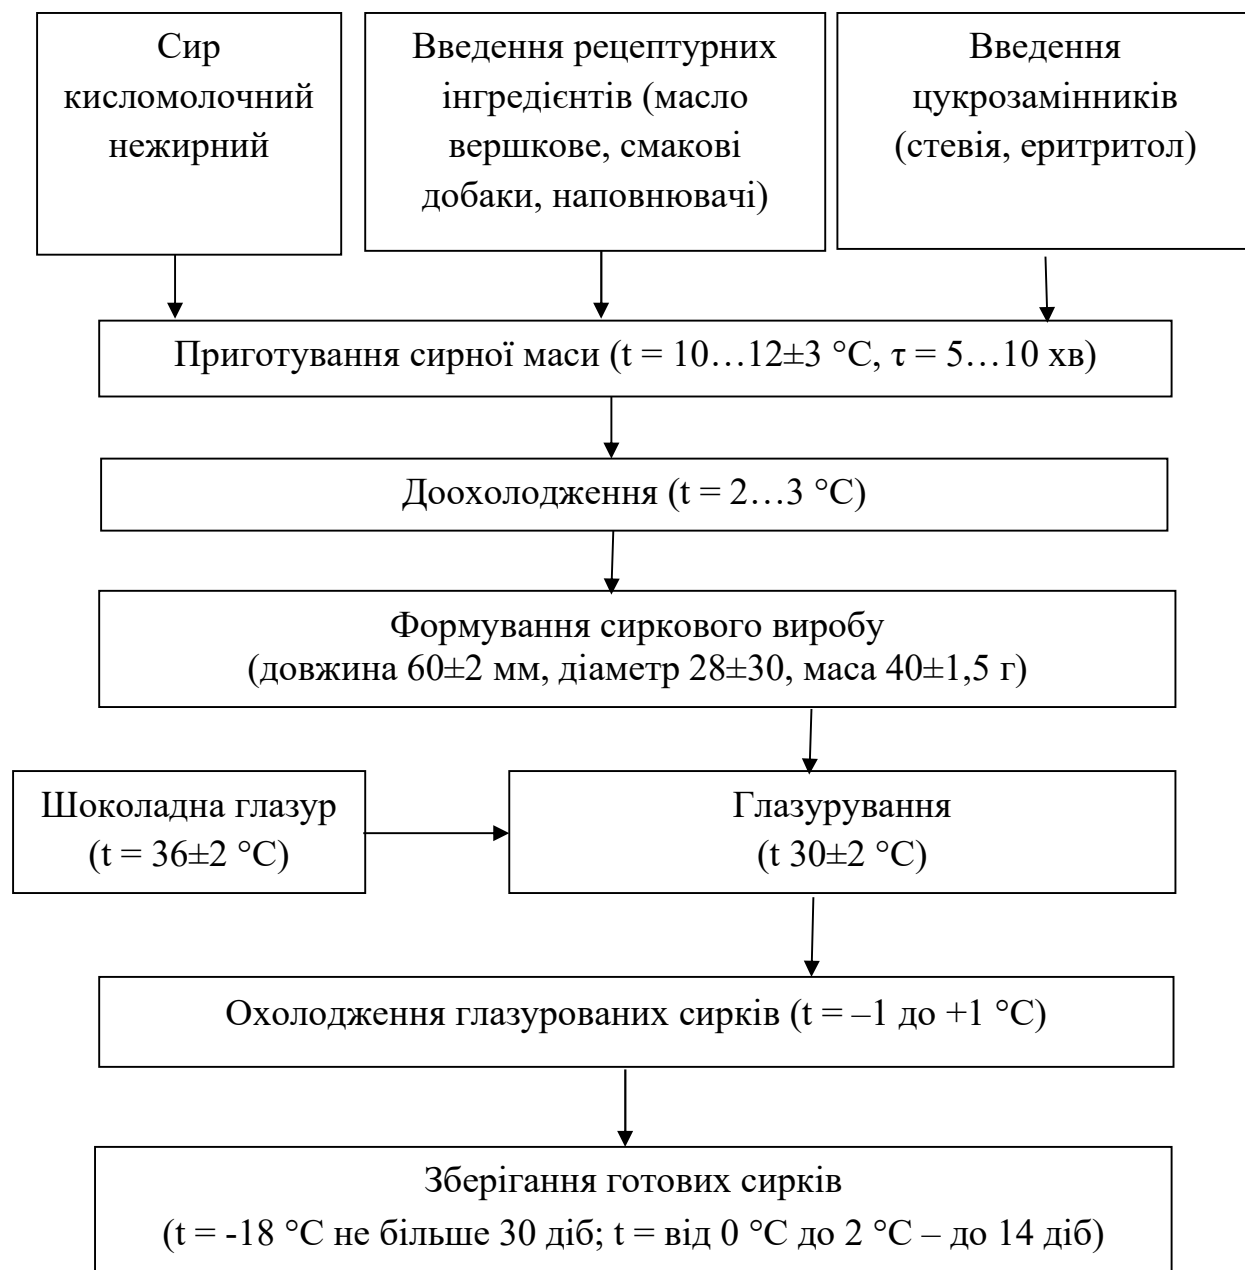 Сир
кисломолочний
нежирний
Введення рецептурних
інгредієнтів (масло
вершкове, смакові
добаки, наповнювачі)
Введення
цукрозамінників
(стевія, еритритол)
Приготування сирної маси (t = 10…12±3 °C, τ = 5…10 хв)
Доохолодження (t = 2…3 °C)
Формування сиркового виробу
(довжина 60±2 мм, діаметр 28±30, маса 40±1,5 г)
Шоколадна глазур
(t = 36±2 °C)
Глазурування
(t 30±2 °C)
Охолодження глазурованих сирків (t = –1 до +1 °C)
Зберігання готових сирків
(t = -18 °C не більше 30 діб; t = від 0 °C до 2 °C – до 14 діб)